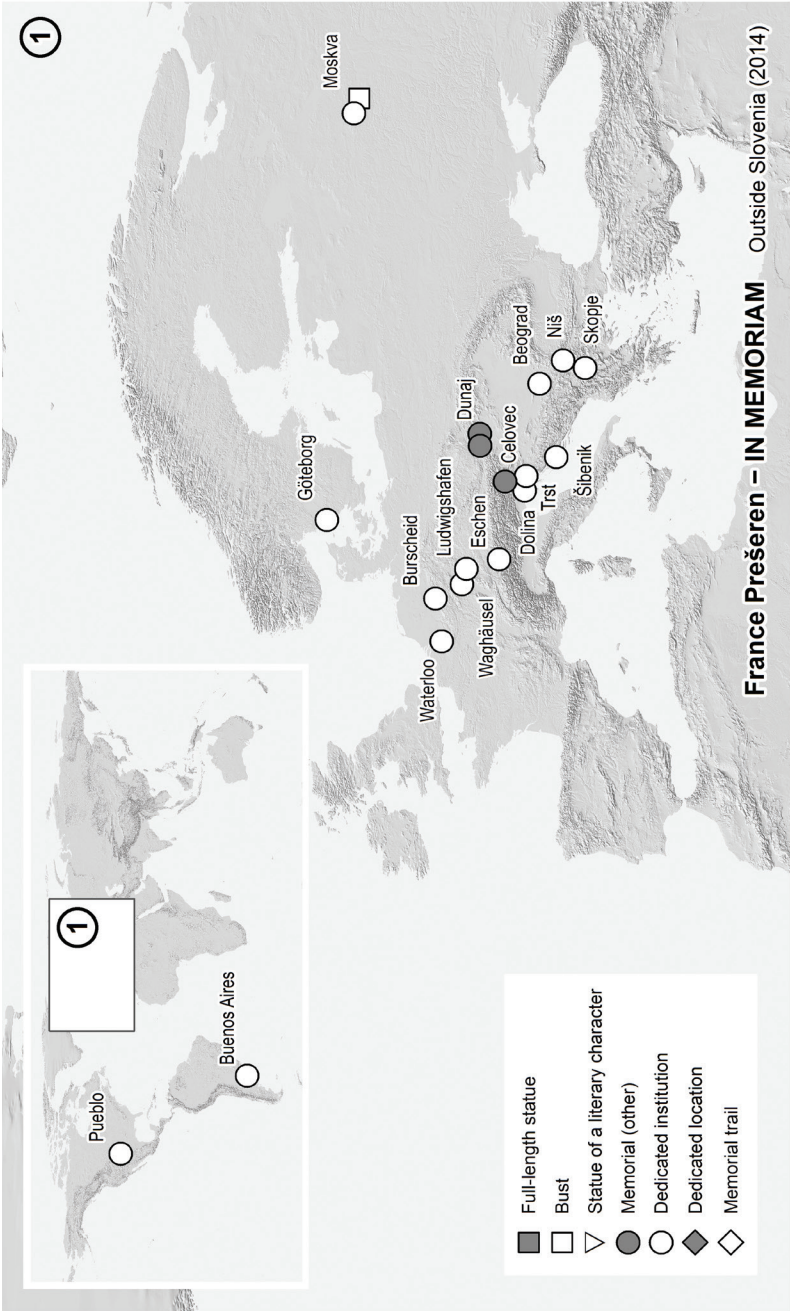 1
Pueblo
Buenos Aires
1
Moskva
Göteborg
Burscheid
Ludwigshafen
Eschen
Waterloo
Waghäusel
Dunaj
Celovec
Dolina
Trst
Šibenik
Beograd
Niš
Skopje
Full-length statue
Bust
Statue of a literary character
Memorial (other)
Dedicated institution
Dedicated location
Memorial trail
France Prešeren – IN MEMORIAM Outside Slovenia (2014)